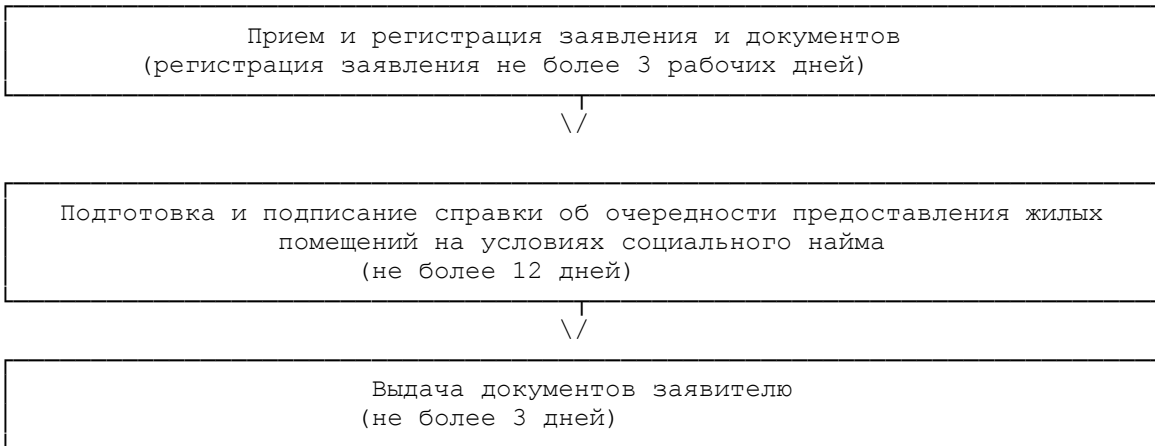 Прием и регистрация заявления и документов
(регистрация заявления не более 3 рабочих дней)
\/
Подготовка и подписание справки об очередности предоставления жилых
помещений на условиях социального найма
(не более 12 дней)
\/
Выдача документов заявителю
(не более 3 дней)